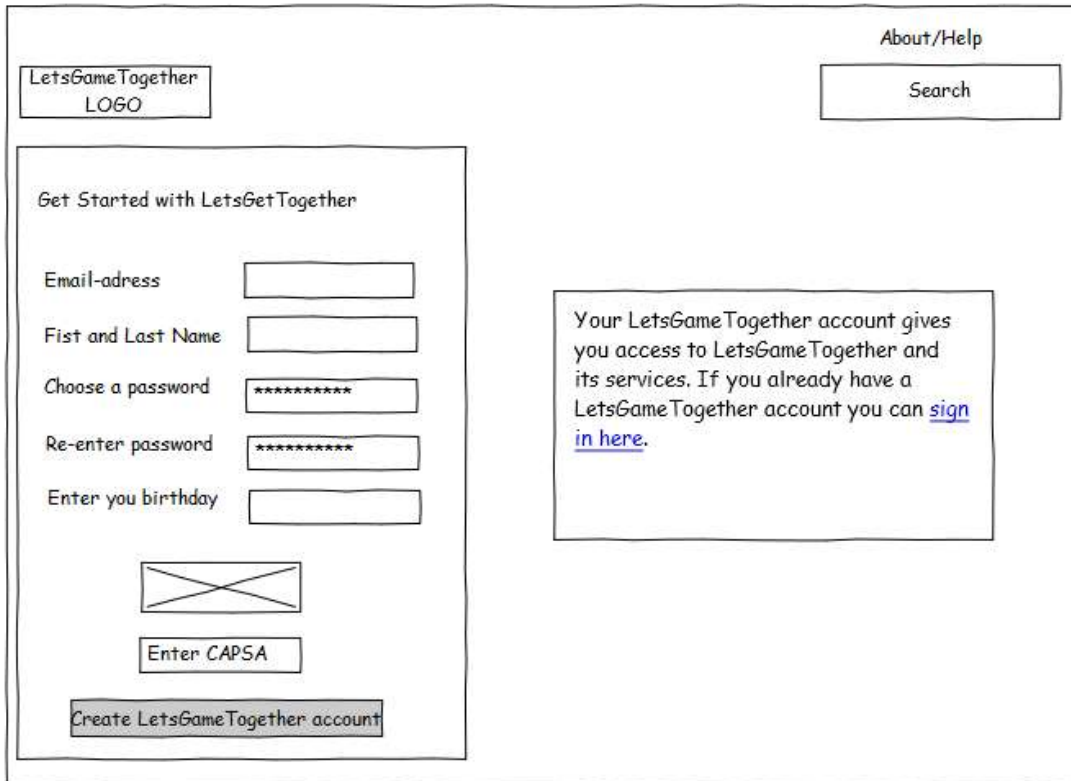 About/Help
LetsGameTogether
LOGO
Search
Get Started with LetsGetTogether
Email-adress
Fist and Last Name
Choose a password
**********
Re-enter password
**********
Enter you birthday
Enter CAPSA
Create LetsGameTogether account
Your LetsGameTogether account gives
you access to LetsGameTogether and
its services. If you already have a
LetsGameTogether account you can sign
in here.